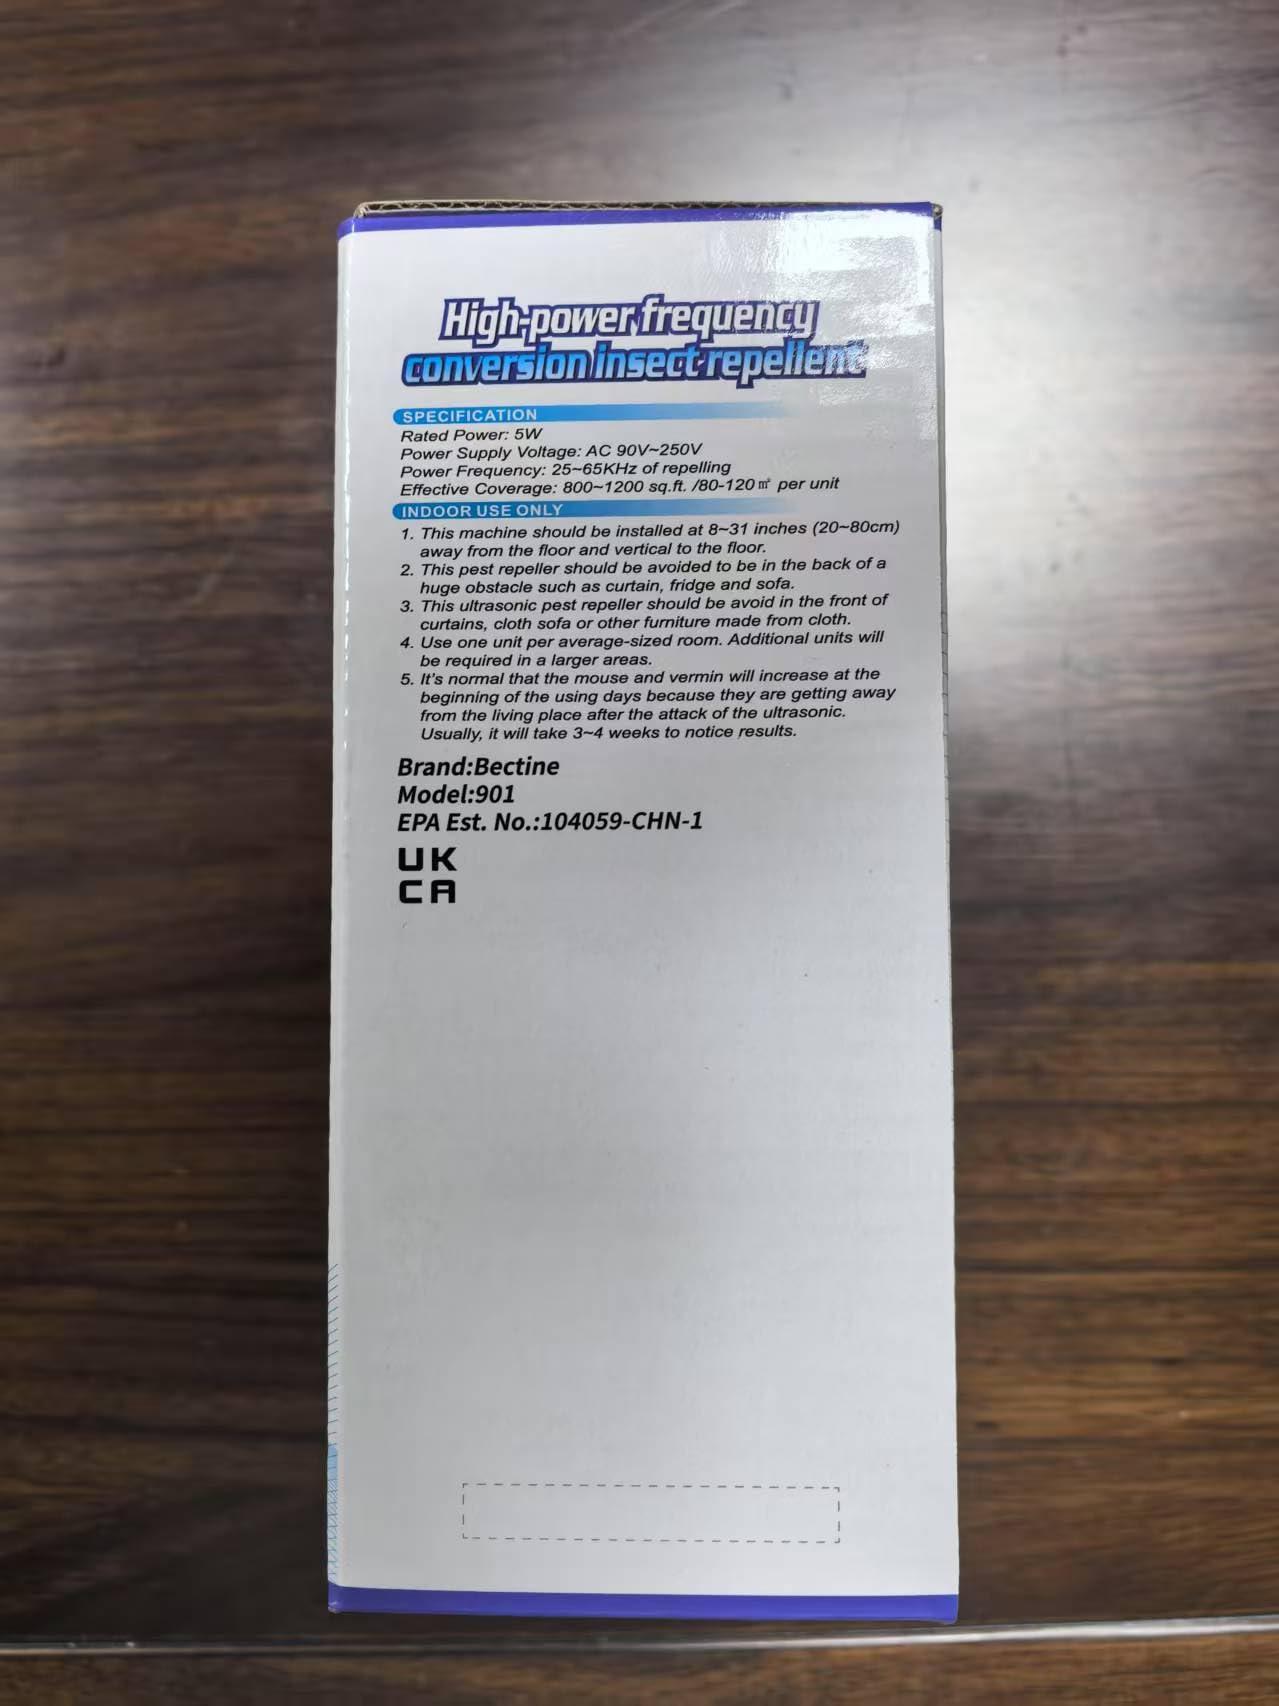 High-power frequency
conversion insect repellent
SPECIFICATION
Rated Power: 5W
Power Supply Voltage: AC 90V~250V
Power Frequency: 25~65KHz of repelling
Effective Coverage: 800~1200 sq.ft. /80-120㎡ per unit
INDOOR USE ONLY
1. This machine should be installed at 8~31 inches (20~80cm)
away from the floor and vertical to the floor.
2. This pest repeller should be avoided to be in the back of a
huge obstacle such as curtain, fridge and sofa.
3. This ultrasonic pest repeller should be avoid in the front of
curtains, cloth sofa or other furniture made from cloth.
4. Use one unit per average-sized room. Additional units will
be required in a larger areas.
5. It's normal that the mouse and vermin will increase at the
beginning of the using days because they are getting away
from the living place after the attack of the ultrasonic.
Usually, it will take 3~4 weeks to notice results.
Brand:Bectine
Model:901
EPA Est. No.:104059-CHN-1
UK
CA